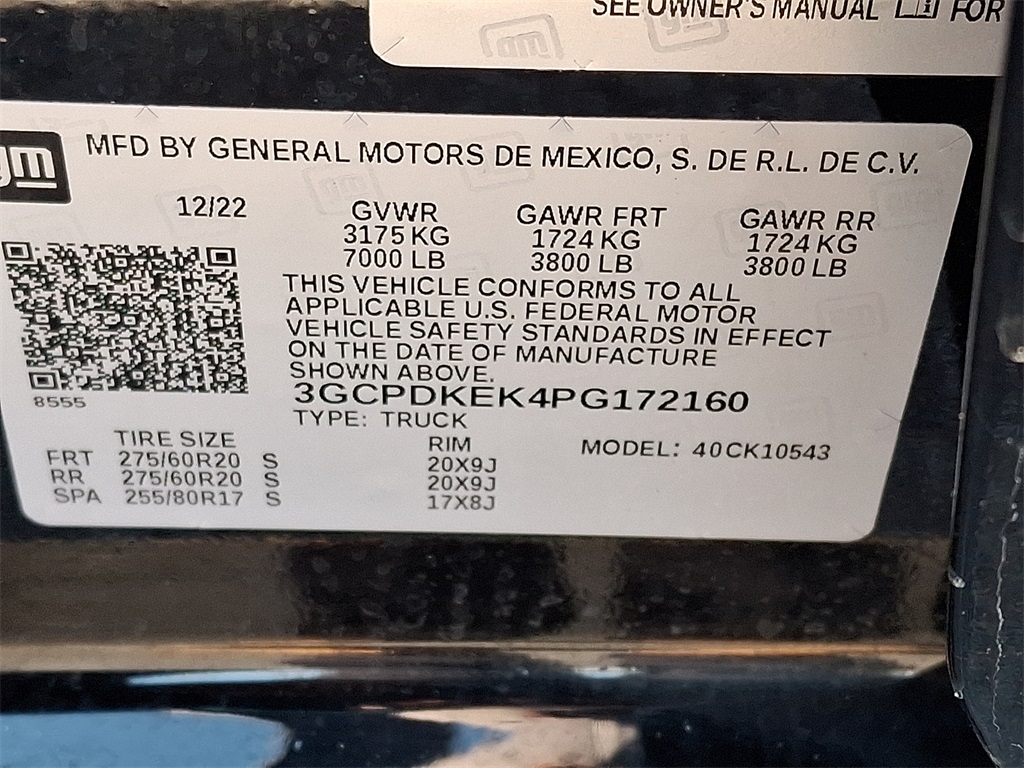 SEE OWNER'S MANUAL FOR
gm
MFD BY GENERAL MOTORS DE MEXICO, S. DE R.L. DE C.V.
12/22 GVWR GAWR FRT GAWR RR
3175 KG 1724 KG 1724 KG
7000 LB 3800 LB 3800 LB
THIS VEHICLE CONFORMS TO ALL
APPLICABLE U.S. FEDERAL MOTOR
VEHICLE SAFETY STANDARDS IN EFFECT
ON THE DATE OF MANUFACTURE
SHOWN ABOVE.
8555
3GCPDKEK4PG172160
TYPE: TRUCK
TIRE SIZE RIM MODEL: 40CK10543
FRT 275/60R20 S 20X9J
RR 275/60R20 S 20X9J
SPA 255/80R17 S 17X8J